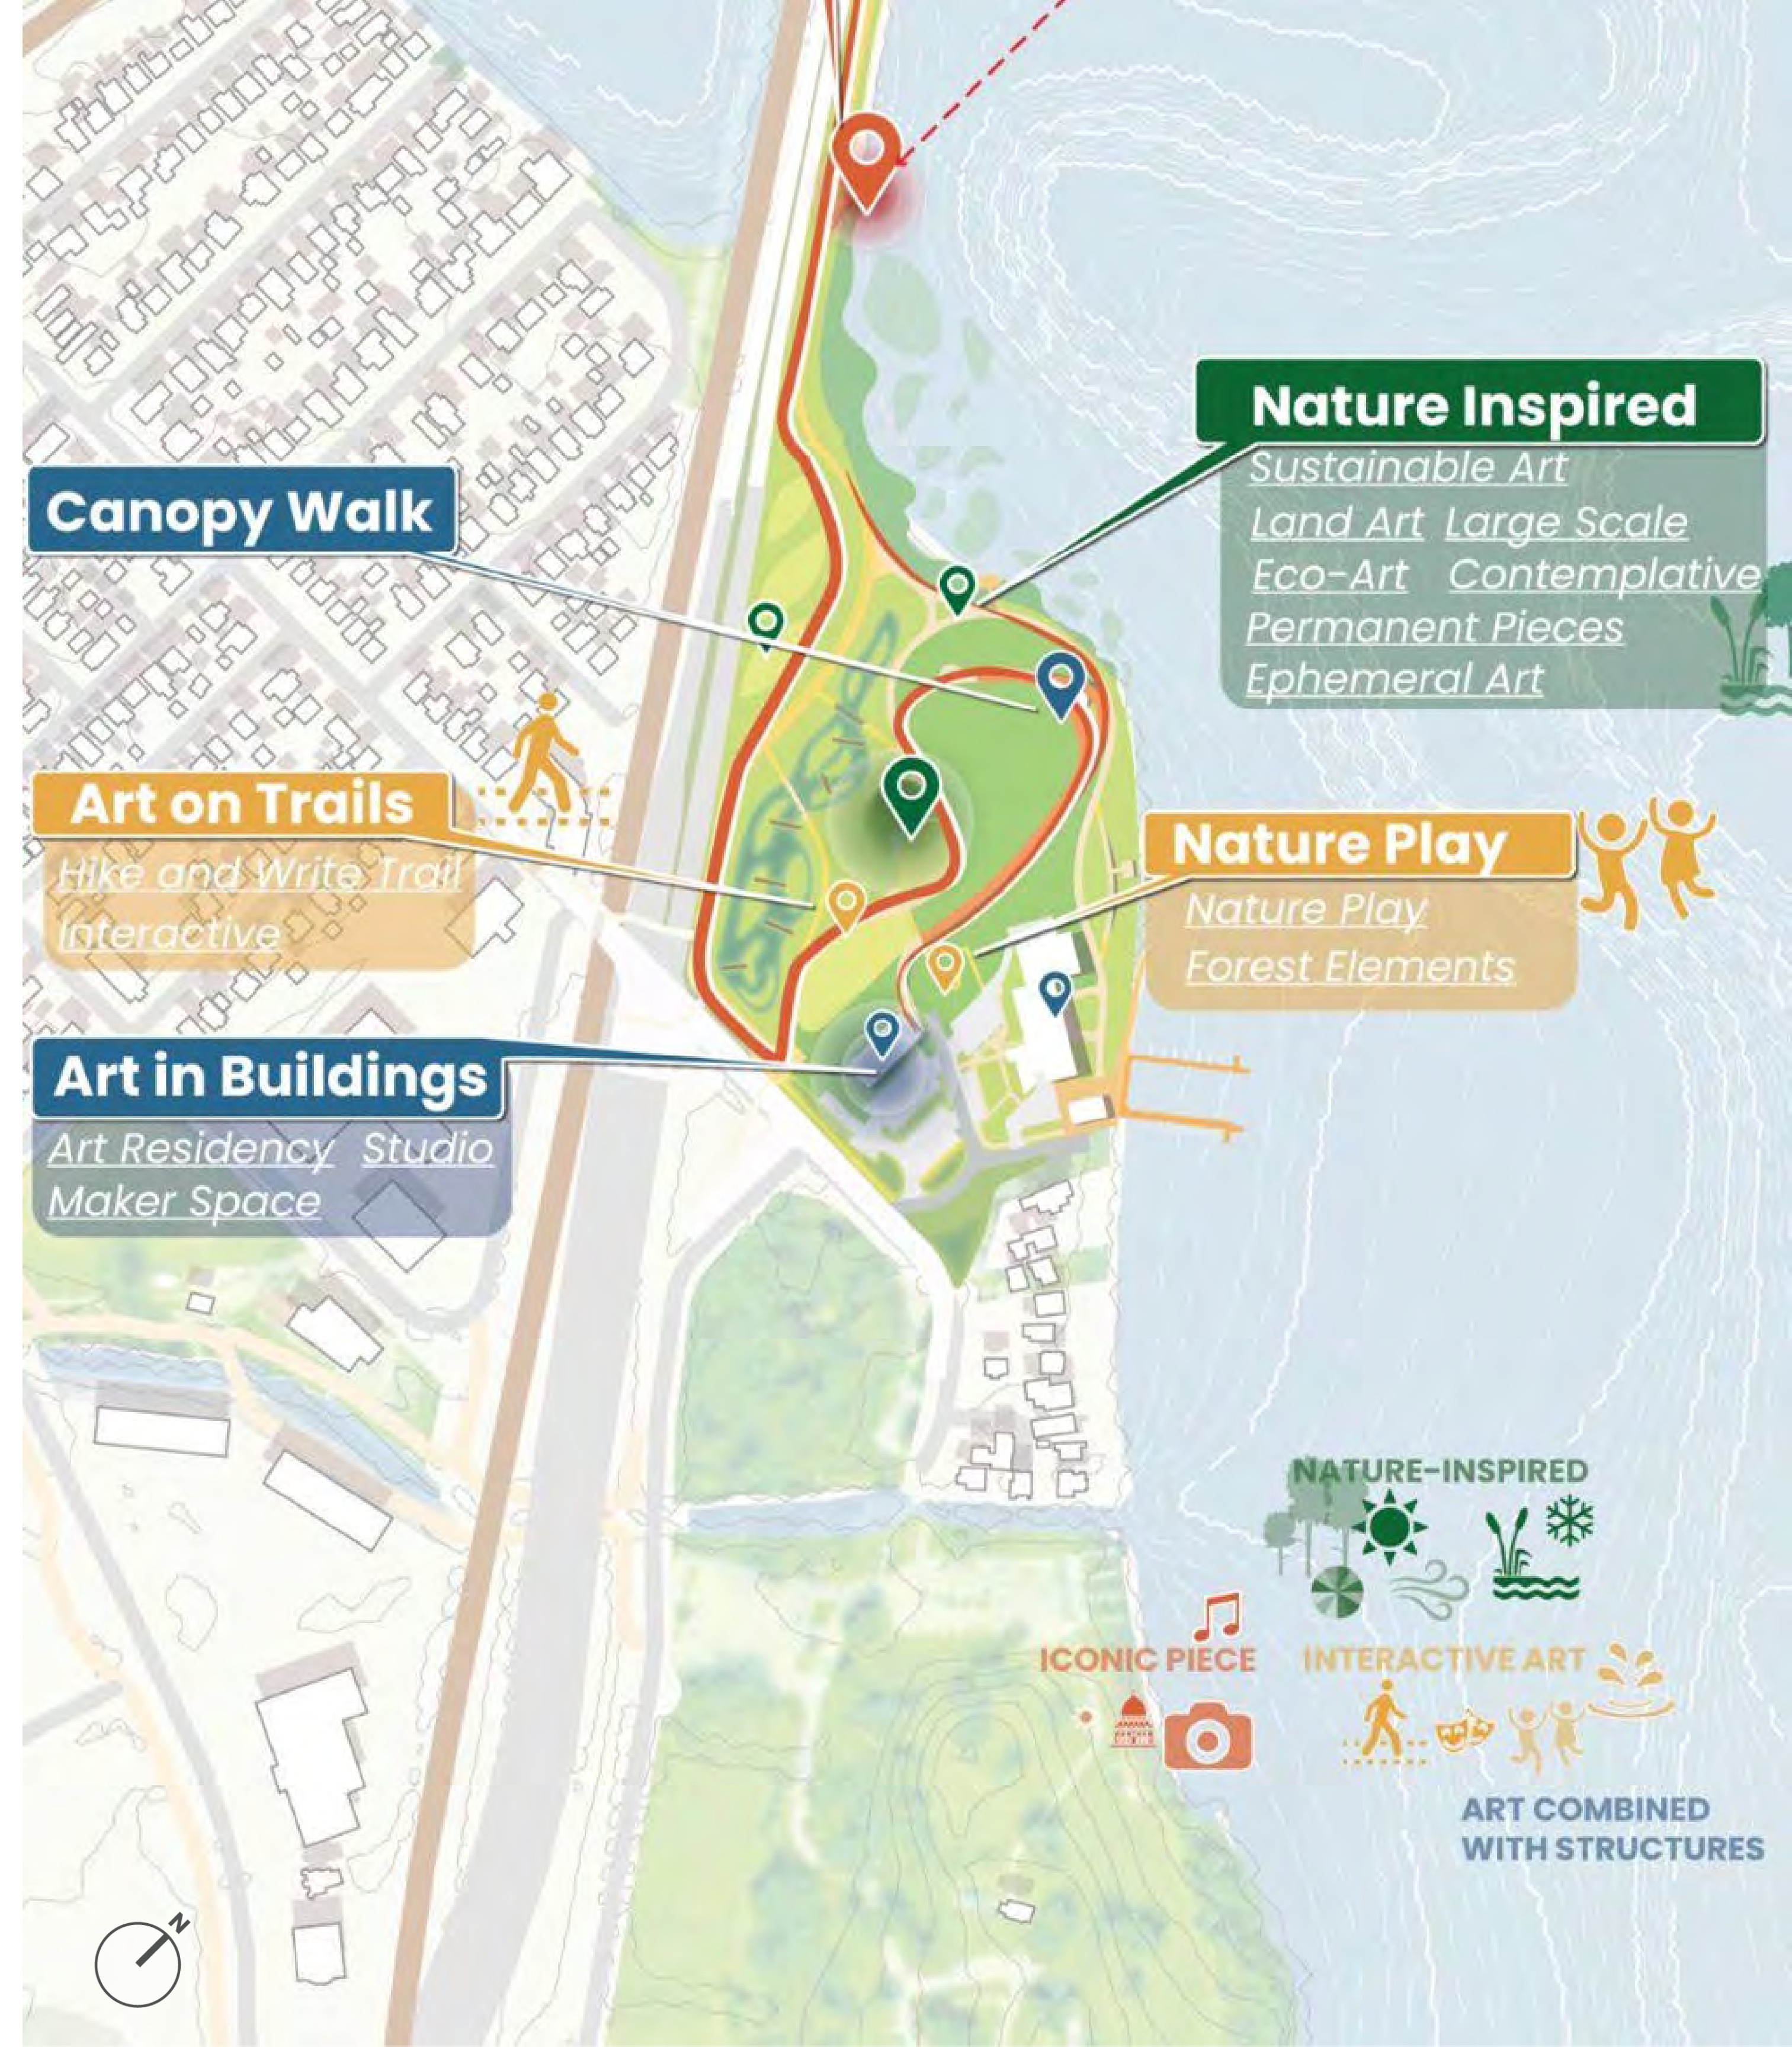 Nature Inspired
Sustainable Art
Land Art Large Scale
Eco-Art Contemplative
Permanent Pieces
Ephemeral Art
Canopy Walk
Art on Trails
Hike and Write Trail
Interactive
Nature Play
Nature Play
Forest Elements
Art in Buildings
Art Residency Studio
Maker Space
NATURE-INSPIRED
ICONIC PIECE
INTERACTIVE ART
ART COMBINED
WITH STRUCTURES
N